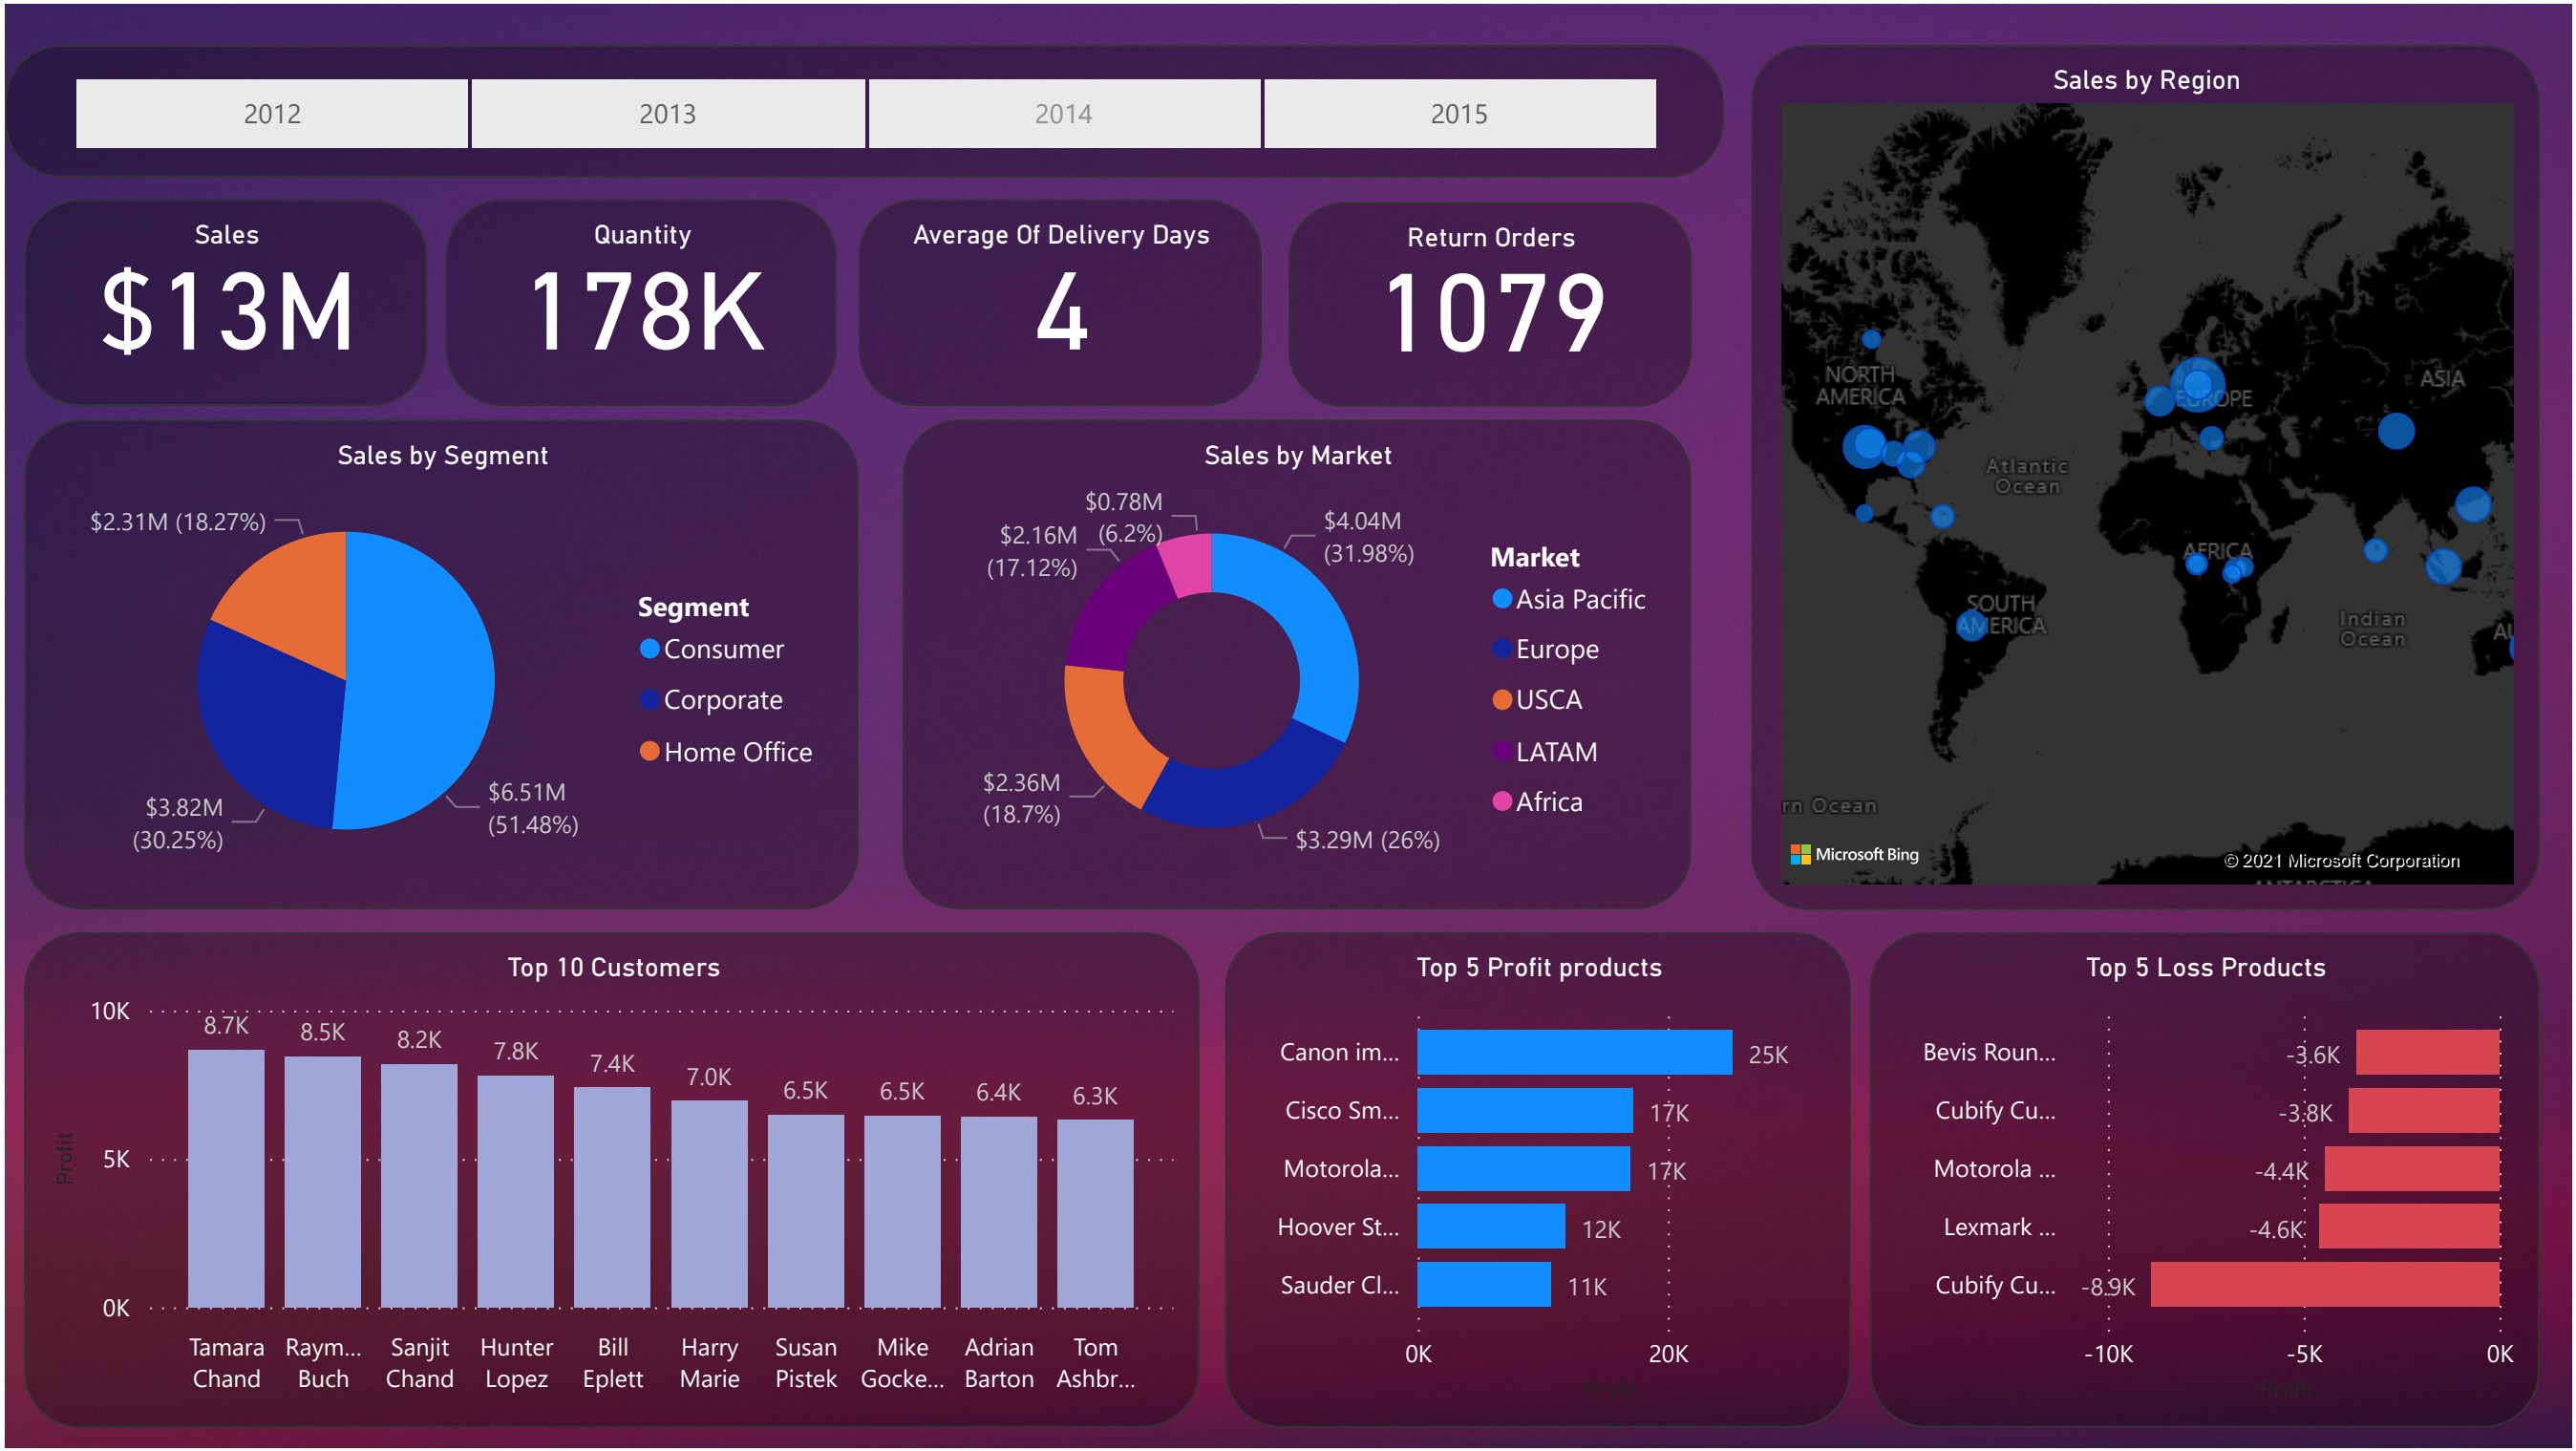 2012
2013
2014
2015
Sales
$13M
Quantity
178K
Average Of Delivery Days
4
Return Orders
1079
Sales by Region
NORTH
AMERICA
EUROPE
ASIA
Atlantic
Ocean
AFRICA
SOUTH
AMERICA
Indian
Ocean
AU
rn Ocean
Microsoft Bing
© 2021 Microsoft Corporation
ANTARCTICA
Sales by Segment
$2.31M (18.27%)
$3.82M
(30.25%)
$6.51M
(51.48%)
Segment
Consumer
Corporate
Home Office
Sales by Market
$0.78M
(6.2%)
$2.16M
(17.12%)
$4.04M
(31.98%)
$2.36M
(18.7%)
$3.29M (26%)
Market
Asia Pacific
Europe
USCA
LATAM
Africa
Top 10 Customers
Profit
10K
5K
0K
8.7K
8.5K
8.2K
7.8K
7.4K
7.0K
6.5K
6.5K
6.4K
6.3K
Tamara
Chand
Raym...
Buch
Sanjit
Chand
Hunter
Lopez
Bill
Eplett
Harry
Marie
Susan
Pistek
Mike
Gocke...
Adrian
Barton
Tom
Ashbr...
Top 5 Profit products
Canon im...
25K
Cisco Sm...
17K
Motorola...
17K
Hoover St...
12K
Sauder Cl...
11K
0K
20K
Profit
Top 5 Loss Products
Bevis Roun...
-3.6K
Cubify Cu...
-3.8K
Motorola ...
-4.4K
Lexmark ...
-4.6K
Cubify Cu...
-8.9K
-10K
-5K
0K
Profit